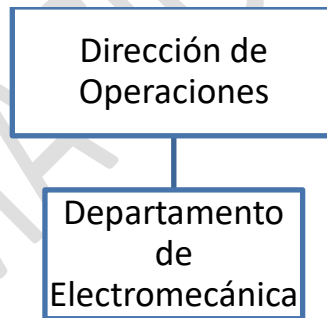 Dirección de
Operaciones
Departamento
de
Electromecánica